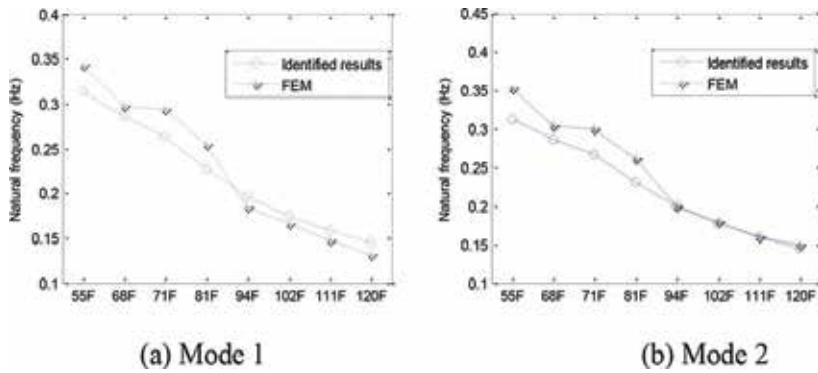 0.4
0.35
0.3
0.25
0.2
0.15
0.1
Natural frequency (Hz)
Identified results
FEM
55F 68F 71F 81F 94F 102F 111F 120F
(a) Mode 1
0.45
0.4
0.35
0.3
0.25
0.2
0.15
0.1
Natural frequency (Hz)
Identified results
FEM
55F 68F 71F 81F 94F 102F 111F 120F
(b) Mode 2